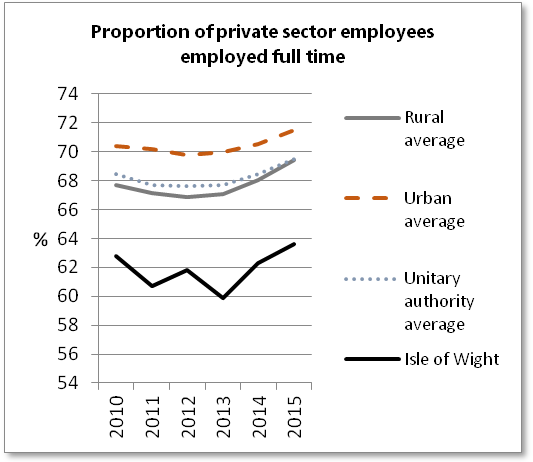 Proportion of private sector employees
employed full time
74
72
70
68
66
64
62
60
58
56
54
%
2010
2011
2012
2013
2014
2015
Rural
average
Urban
average
Unitary
authority
average
Isle of Wight